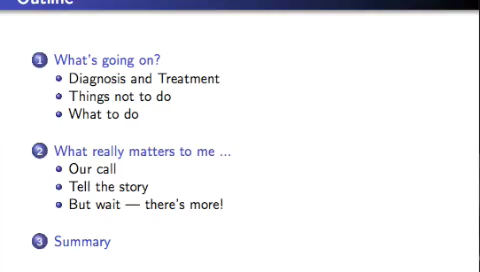 Outline
1 What's going on?
Diagnosis and Treatment
Things not to do
What to do
2 What really matters to me ...
Our call
Tell the story
But wait — there's more!
3 Summary